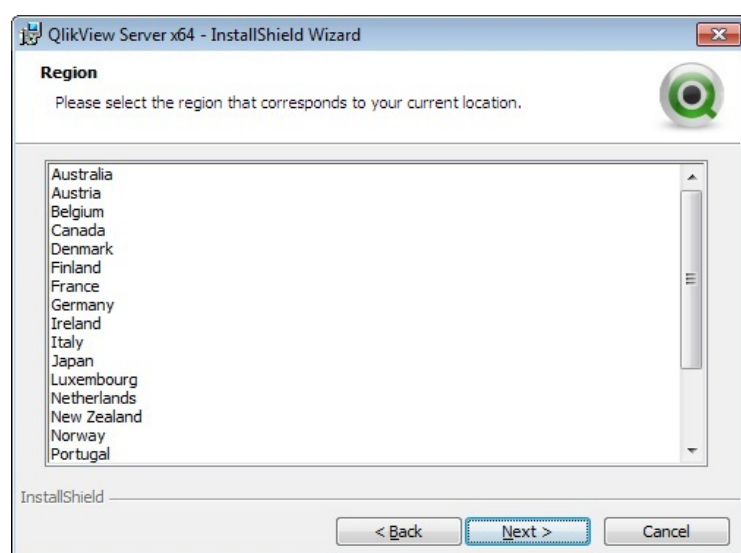 QlikView Server x64 - InstallShield Wizard
Region
Please select the region that corresponds to your current location.
Australia
Austria
Belgium
Canada
Denmark
Finland
France
Germany
Ireland
Italy
Japan
Luxembourg
Netherlands
New Zealand
Norway
Portugal
InstallShield
< Back
Next >
Cancel